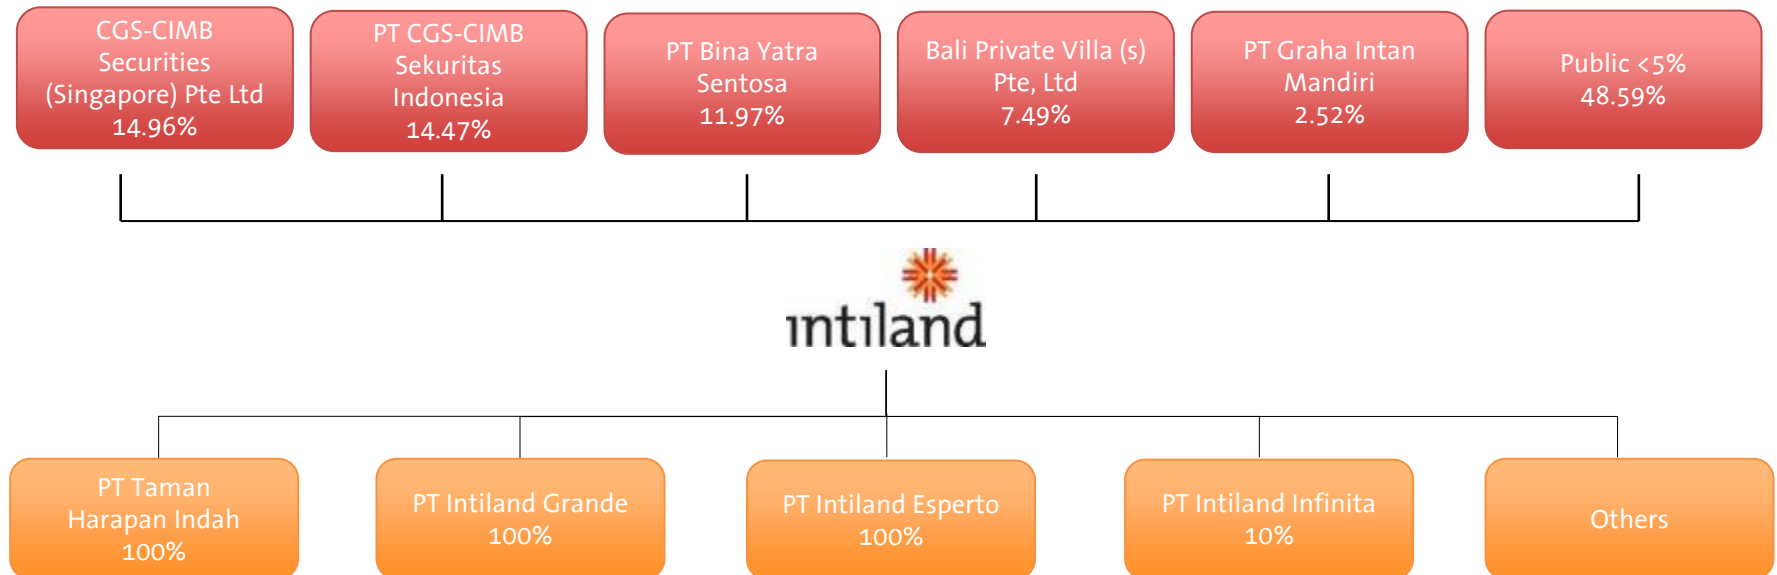 CGS-CIMB
Securities
(Singapore) Pte Ltd
14.96%
PT CGS-CIMB
Sekuritas
Indonesia
14.47%
PT Bina Yatra
Sentosa
11.97%
Bali Private Villa (s)
Pte, Ltd
7.49%
PT Graha Intan
Mandiri
2.52%
Public <5%
48.59%
intiland
PT Taman
Harapan Indah
100%
PT Intiland Grande
100%
PT Intiland Esperto
100%
PT Intiland Infinita
10%
Others